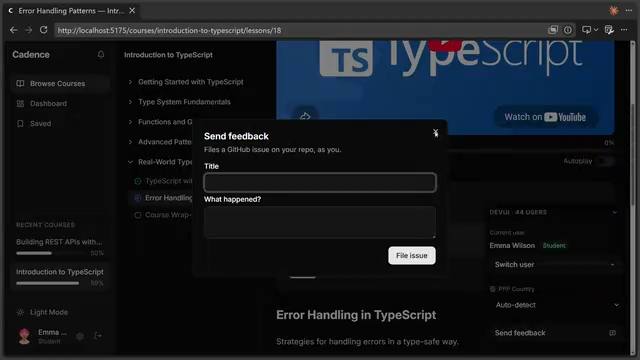 Error Handling Patterns — Intr...
http://localhost:5175/courses/introduction-to-typescript/lessons/18
Cadence
Browse Courses
Dashboard
Saved
RECENT COURSES
Building REST APIs with...
50%
Introduction to TypeScript
Light Mode
Emma ...
Student
Introduction to TypeScript
Getting Started with TypeScript
Type System Fundamentals
Functions and G
Advanced Patte
Real-World Type
TypeScript with
Error Handling
Course Wrap-
Send feedback
Files a GitHub issue on your repo, as you.
Title
What happened?
File issue
TS TypeScript
Watch on YouTube
0%
Autoplay
DEVUI · 44 USERS
Current user
Emma Wilson Student
Switch user
PPP Country
Auto-detect
Send feedback
Error Handling in TypeScript
Strategies for handling errors in a type-safe way.